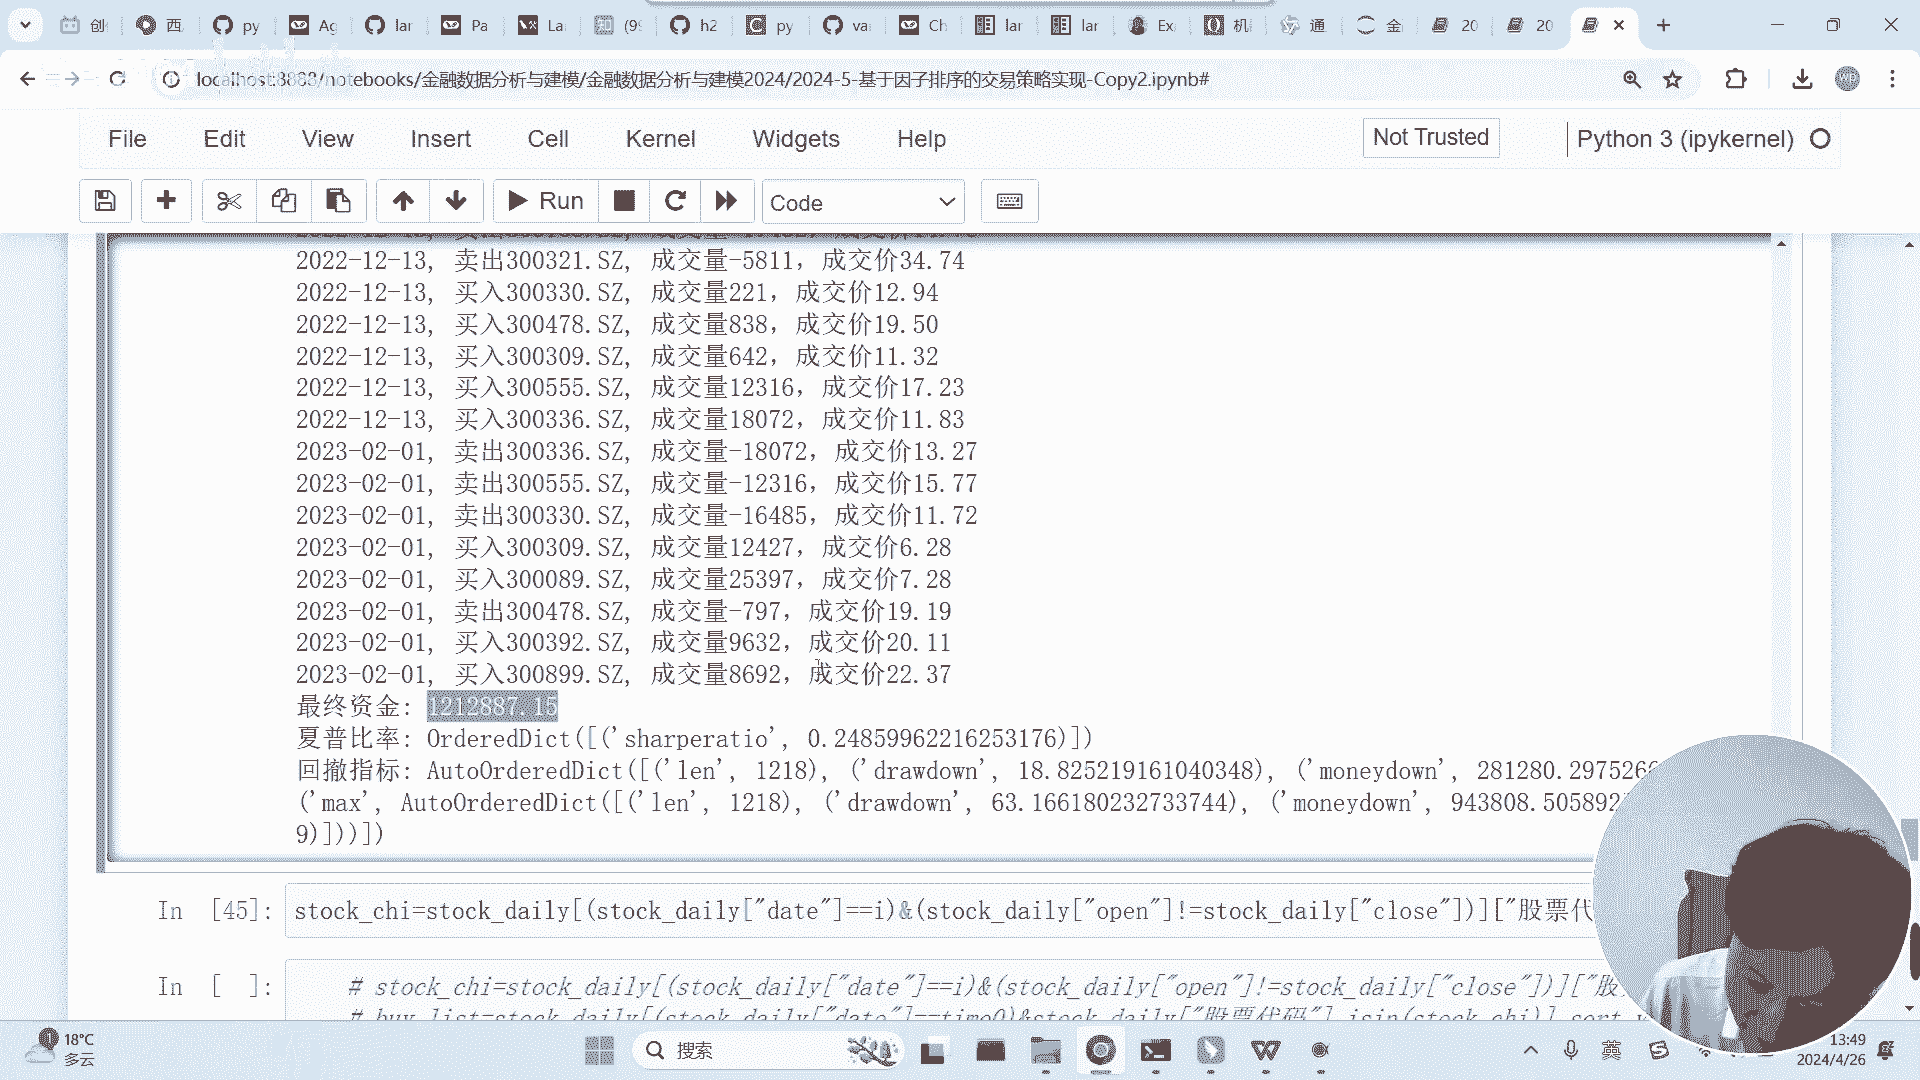 创 西 py Ag lar Pa La (9 h2 py va Ch lar lar Ex 机 通 金 20 20
localhost:8888/notebooks/金融数据分析与建模/金融数据分析与建模2024/2024-5-基于因子排序的交易策略实现-Copy2.ipynb#
File Edit View Insert Cell Kernel Widgets Help Not Trusted Python 3 (ipykernel)
Run Code
2022-12-13, 卖出300321.SZ, 成交量-5811，成交价34.74
2022-12-13, 买入300330.SZ, 成交量221，成交价12.94
2022-12-13, 买入300478.SZ, 成交量838，成交价19.50
2022-12-13, 买入300309.SZ, 成交量642，成交价11.32
2022-12-13, 买入300555.SZ, 成交量12316，成交价17.23
2022-12-13, 买入300336.SZ, 成交量18072，成交价11.83
2023-02-01, 卖出300336.SZ, 成交量-18072，成交价13.27
2023-02-01, 卖出300555.SZ, 成交量-12316，成交价15.77
2023-02-01, 卖出300330.SZ, 成交量-16485，成交价11.72
2023-02-01, 买入300309.SZ, 成交量12427，成交价6.28
2023-02-01, 买入300089.SZ, 成交量25397，成交价7.28
2023-02-01, 卖出300478.SZ, 成交量-797，成交价19.19
2023-02-01, 买入300392.SZ, 成交量9632，成交价20.11
2023-02-01, 买入300899.SZ, 成交量8692，成交价22.37
最终资金: 1212887.15
夏普比率: OrderedDict([('sharperatio', 0.24859962216253176)])
回撤指标: AutoOrderedDict([('len', 1218), ('drawdown', 18.825219161040348), ('moneydown', 281280.297526
('max', AutoOrderedDict([('len', 1218), ('drawdown', 63.166180232733744), ('moneydown', 943808.505892
9)]))])
In [45]: stock_chi=stock_daily[(stock_daily["date"]==i)&(stock_daily["open"]!=stock_daily["close"])]["股票代
In [ ]: # stock_chi=stock_daily[(stock_daily["date"]==i)&(stock_daily["open"]!=stock_daily["close"])]["股
# buy_list=stock_daily[(stock_daily["date"]==time0)&stock_daily["股票代码"].isin(stock_chi)].sort_v
18°C
多云
搜索
英
13:49
2024/4/26